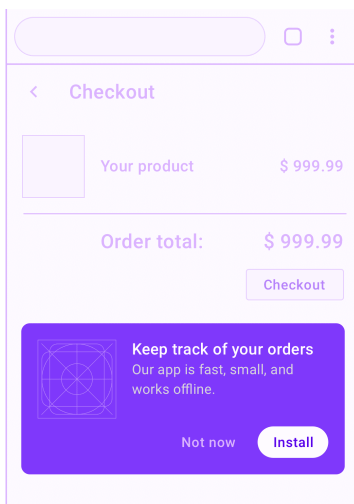 Checkout
Your product $ 999.99
Order total: $ 999.99
Checkout
Keep track of your orders
Our app is fast, small, and
works offline.
Not now Install